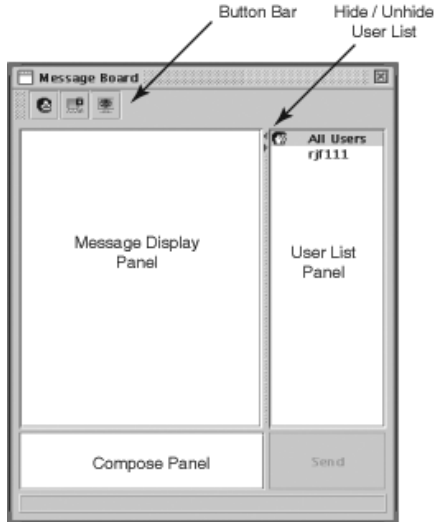 Button Bar
Hide / Unhide
User List
Message Board
All Users
rjf111
Message Display
Panel
User List
Panel
Compose Panel
Send